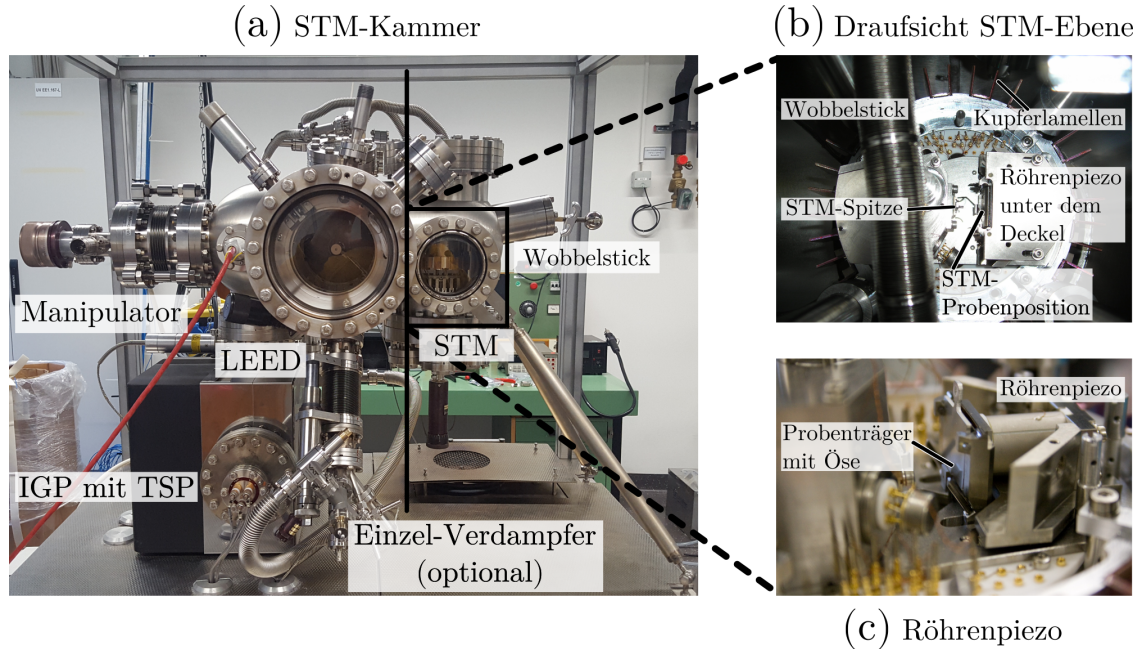 (a) STM-Kammer
Wobbelstick
Manipulator
LEED
STM
IGP mit TSP
Einzel-Verdampfer
(optional)
(b) Draufsicht STM-Ebene
Wobbelstick
Kupferlamellen
STM-Spitze
Röhrenpiezo
unter dem
Deckel
STM-
Probenposition
Röhrenpiezo
Probenträger
mit Öse
(c) Röhrenpiezo